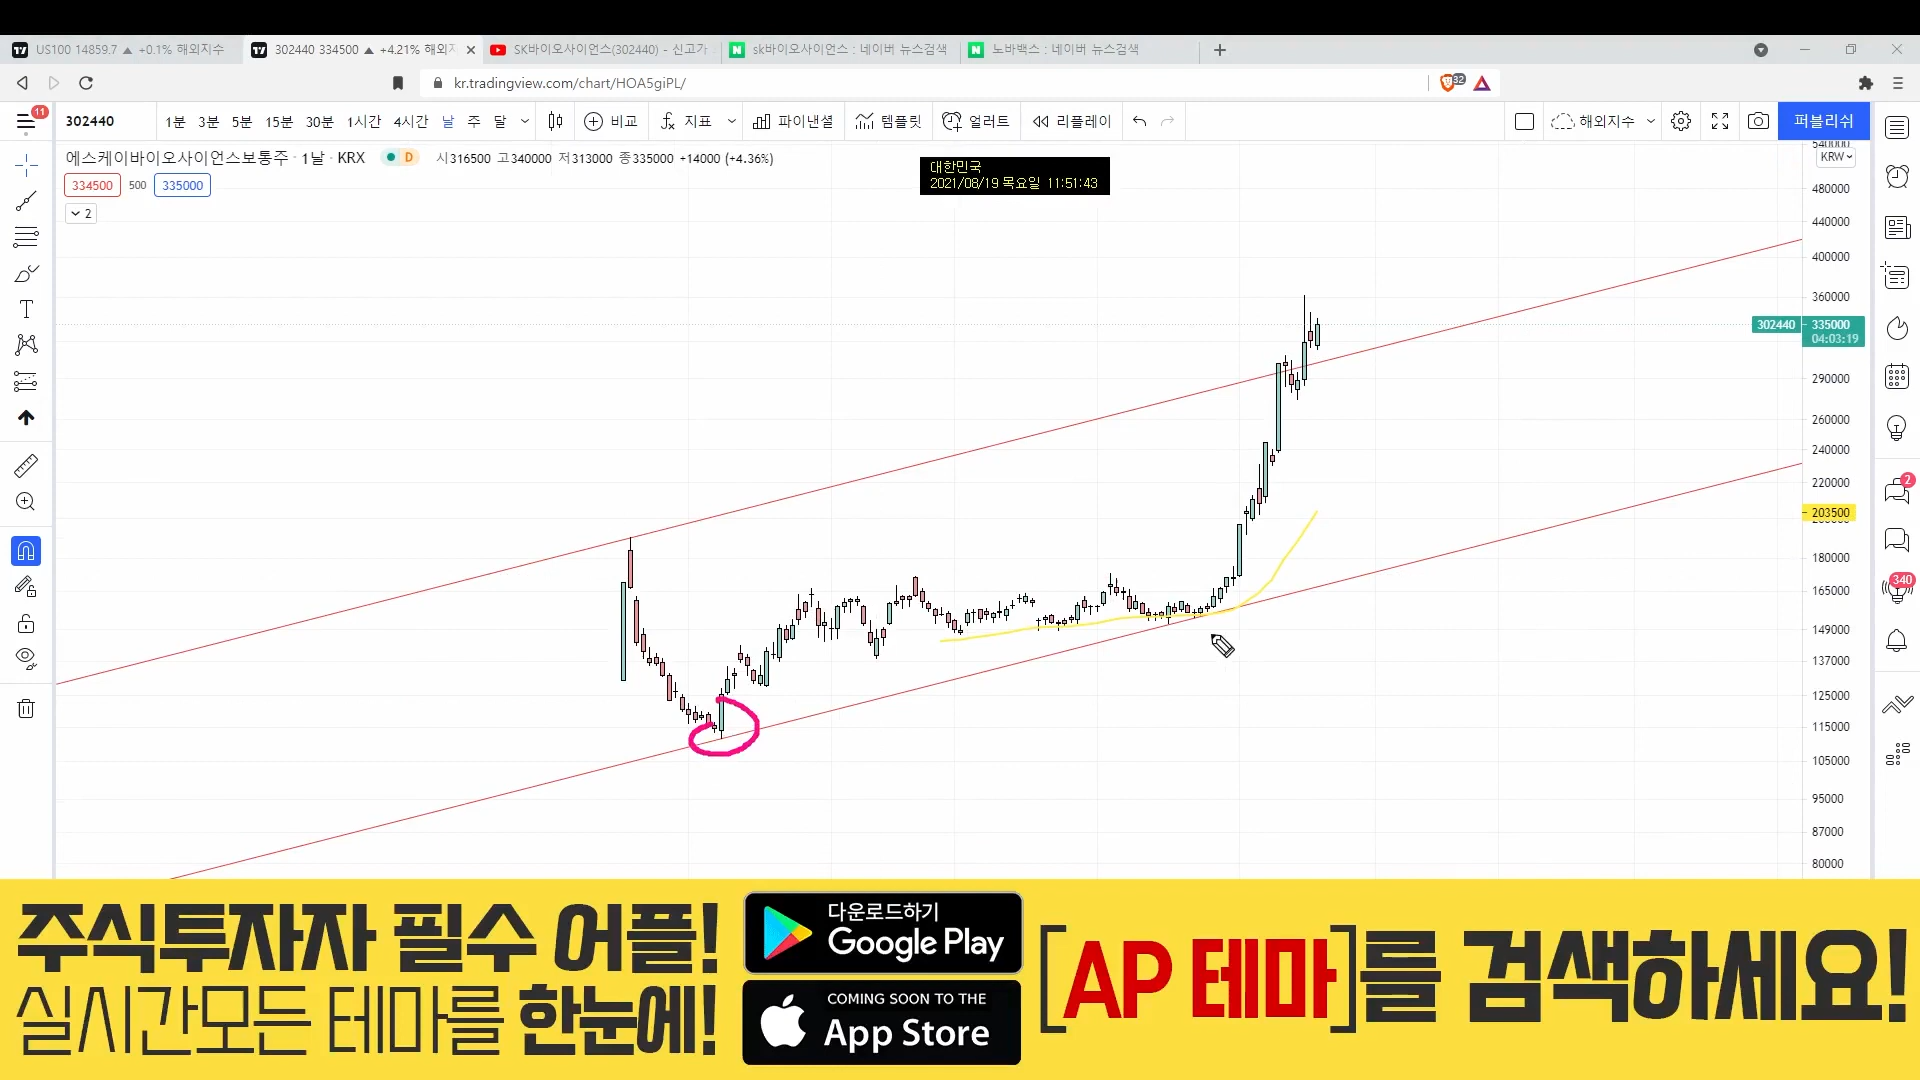 US100 14859.7 ▲ +0.1% 해외지수
302440 334500 ▲ +4.21% 해외지
SK바이오사이언스(302440) - 신고가
sk바이오사이언스 : 네이버 뉴스검색
노바백스 : 네이버 뉴스검색
kr.tradingview.com/chart/HOA5giPL/
32
11
302440 1분 3분 5분 15분 30분 1시간 4시간 날 주 달 비교 지표 파이낸셜 템플릿 얼러트 리플레이 해외지수 퍼블리쉬
에스케이바이오사이언스보통주 · 1날 · KRX D 시316500 고340000 저313000 종335000 +14000 (+4.36%)
334500 500 335000
2
대한민국
2021/08/19 목요일 11:51:43
540000
KRW
480000
440000
400000
360000
302440 335000
04:03:19
290000
260000
240000
220000
203500
180000
165000
149000
137000
125000
115000
105000
95000
87000
80000
2
340
주식투자자 필수 어플!
실시간모든 테마를 한눈에!
다운로드하기
Google Play
COMING SOON TO THE
App Store
[AP 테마]를 검색하세요!